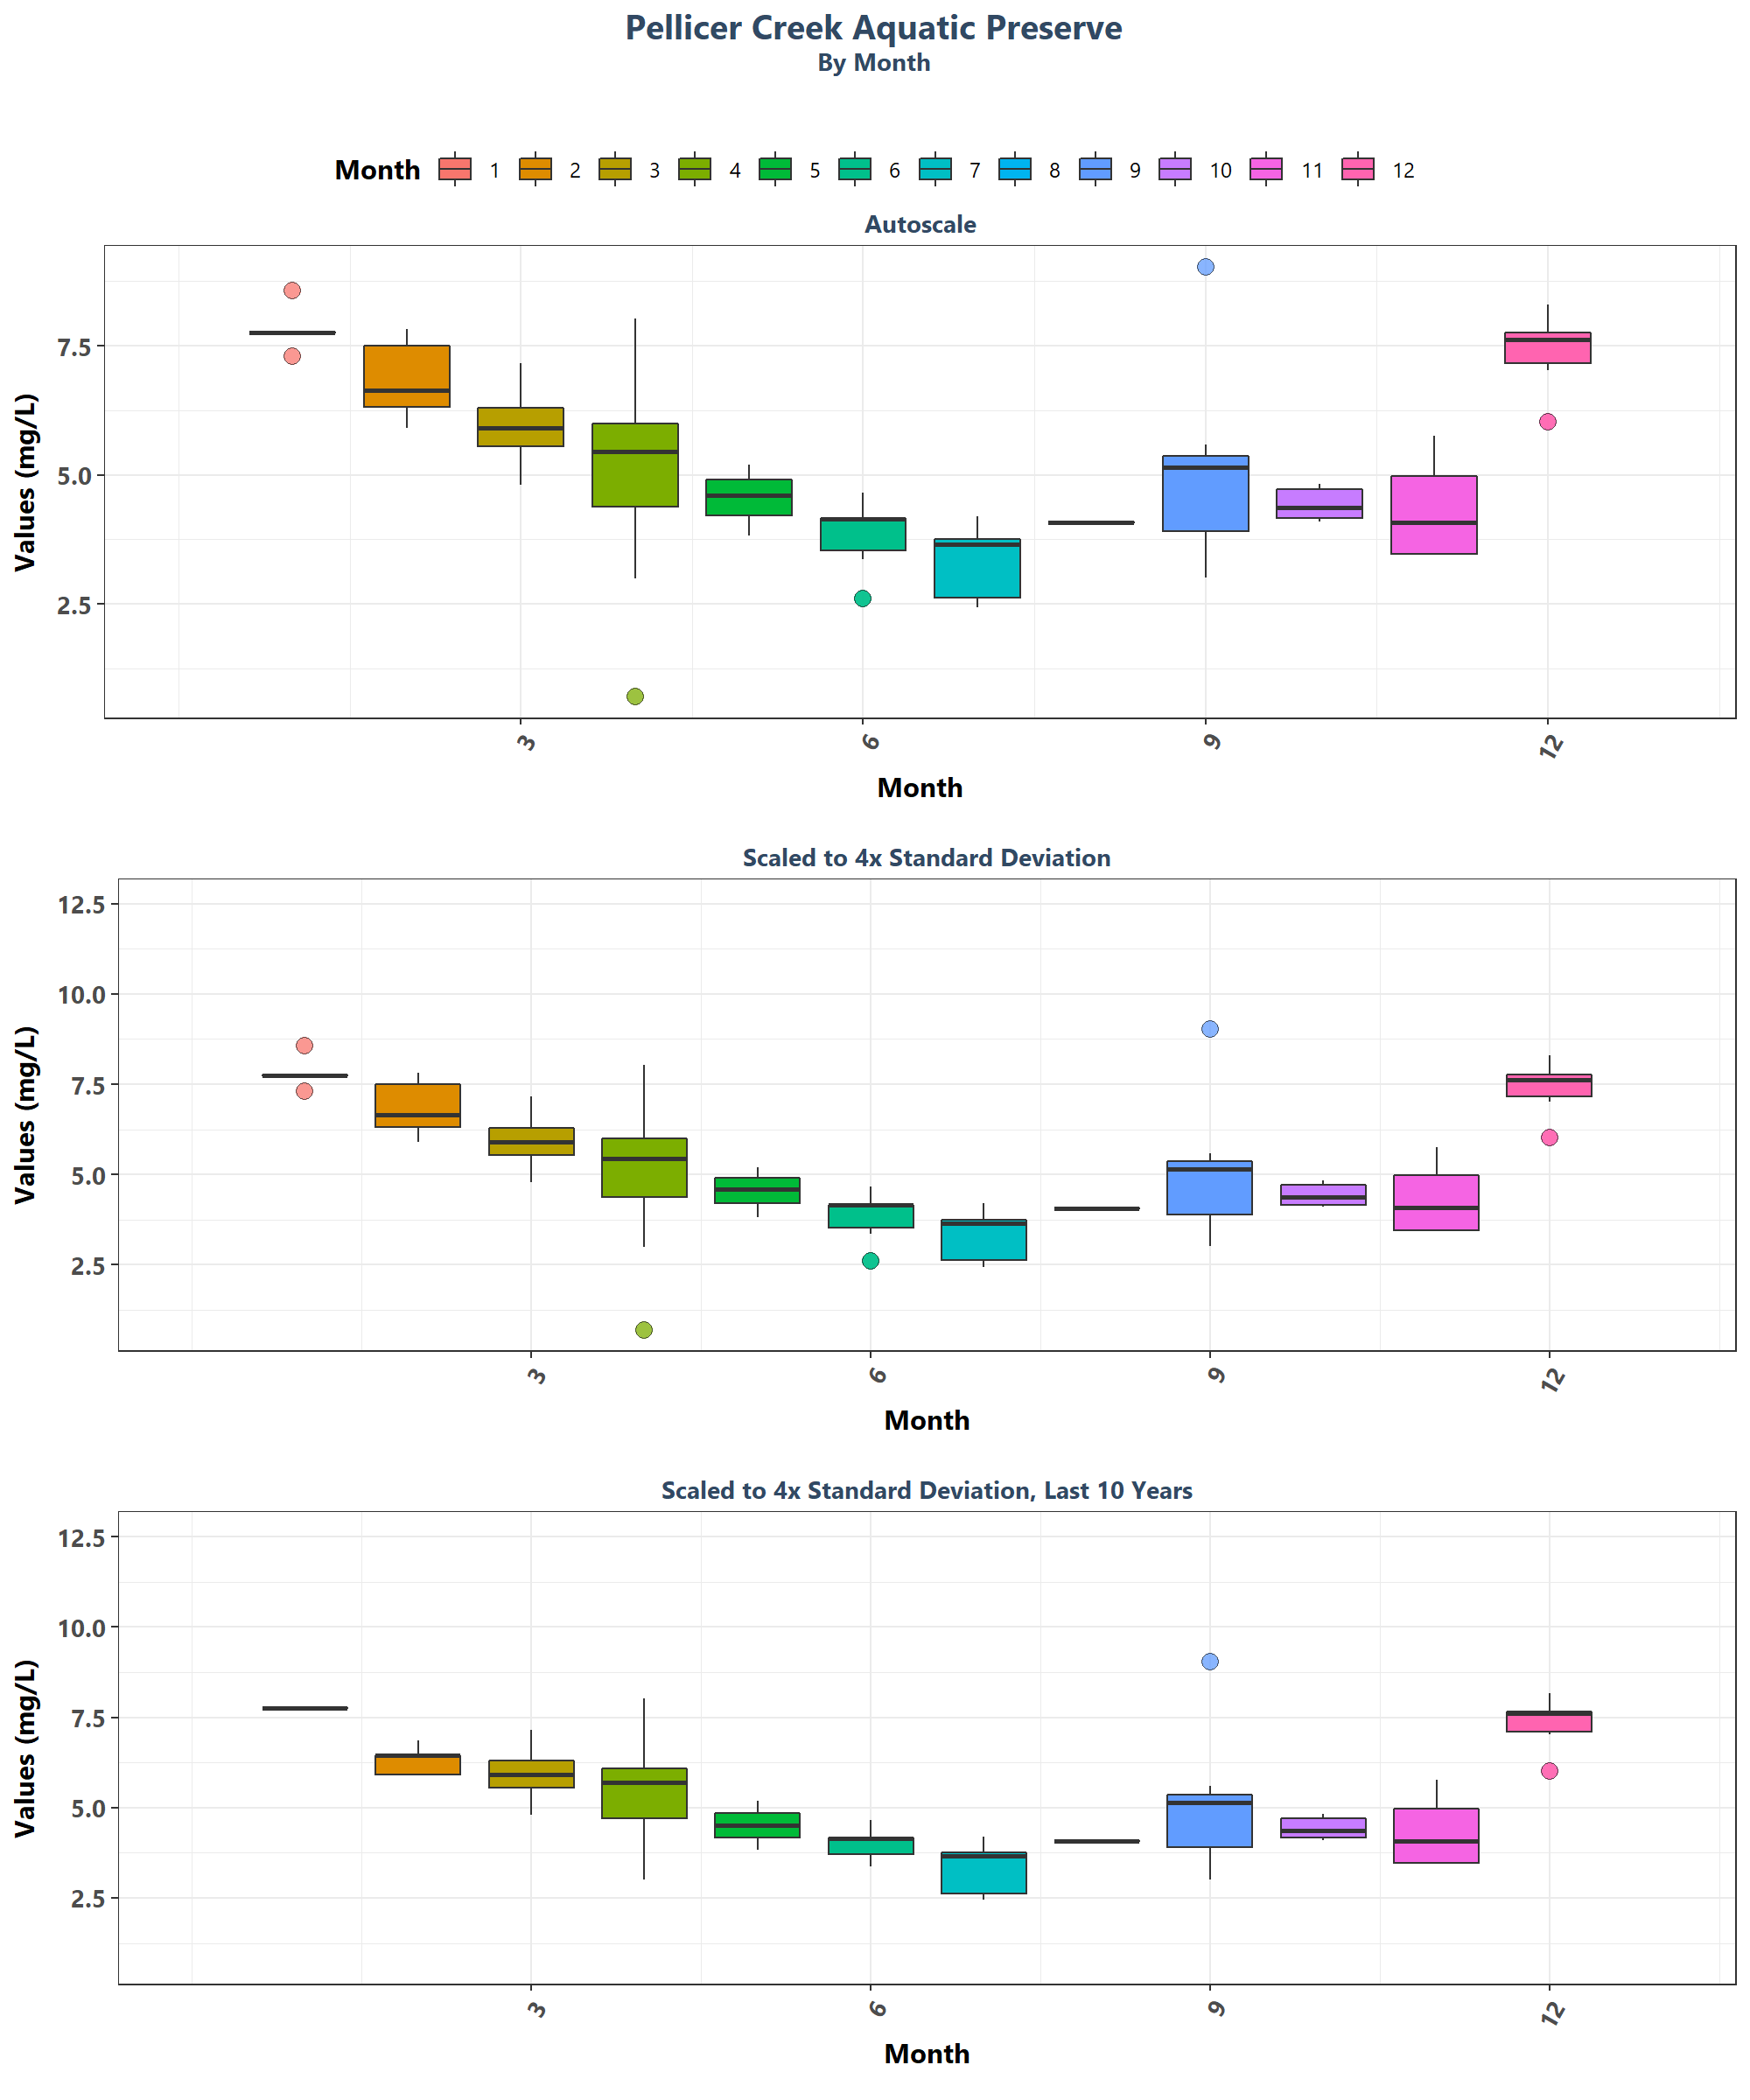 Pellicer Creek Aquatic Preserve
By Month
Month 1 2 3 4 5 6 7 8 9 10 11 12
Autoscale
Values (mg/L)
7.5
5.0
2.5
3 6 9 12
Month
Scaled to 4x Standard Deviation
Values (mg/L)
12.5
10.0
7.5
5.0
2.5
3 6 9 12
Month
Scaled to 4x Standard Deviation, Last 10 Years
Values (mg/L)
12.5
10.0
7.5
5.0
2.5
3 6 9 12
Month